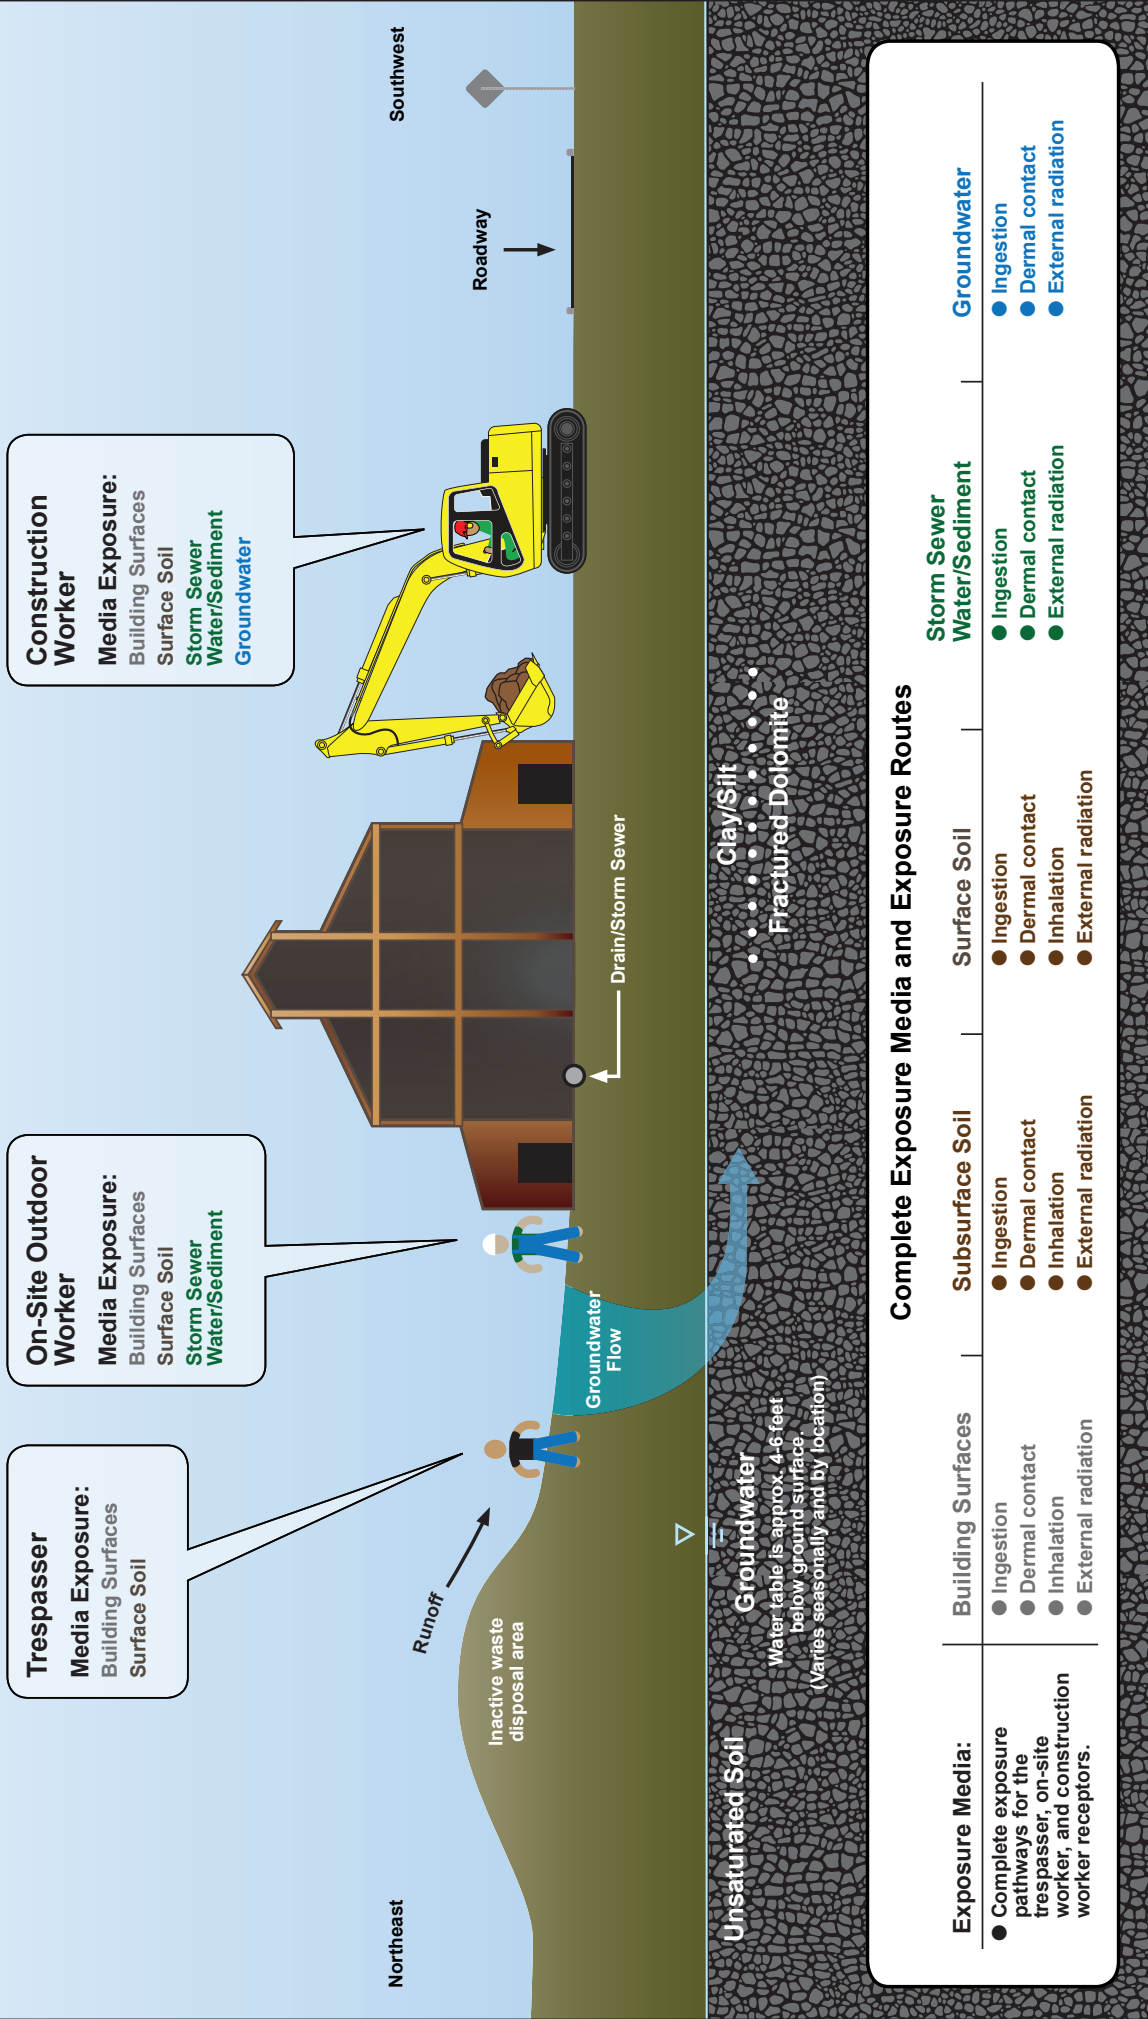 Trespasser
Media Exposure:
Building Surfaces
Surface Soil
On-Site Outdoor
Worker
Media Exposure:
Building Surfaces
Surface Soil
Storm Sewer
Water/Sediment
Construction
Worker
Media Exposure:
Building Surfaces
Surface Soil
Storm Sewer
Water/Sediment
Groundwater
Northeast
Southwest
Runoff
Roadway
Inactive waste
disposal area
Groundwater
Flow
Drain/Storm Sewer
Unsaturated Soil
Groundwater
Water table is approx. 4-6 feet
below ground surface.
(Varies seasonally and by location)
Clay/Silt
Fractured Dolomite
Complete Exposure Media and Exposure Routes
Exposure Media:
● Complete exposure
pathways for the
trespasser, on-site
worker, and construction
worker receptors.
Building Surfaces
● Ingestion
● Dermal contact
● Inhalation
● External radiation
Subsurface Soil
● Ingestion
● Dermal contact
● Inhalation
● External radiation
Surface Soil
● Ingestion
● Dermal contact
● Inhalation
● External radiation
Storm Sewer
Water/Sediment
● Ingestion
● Dermal contact
● External radiation
Groundwater
● Ingestion
● Dermal contact
● External radiation